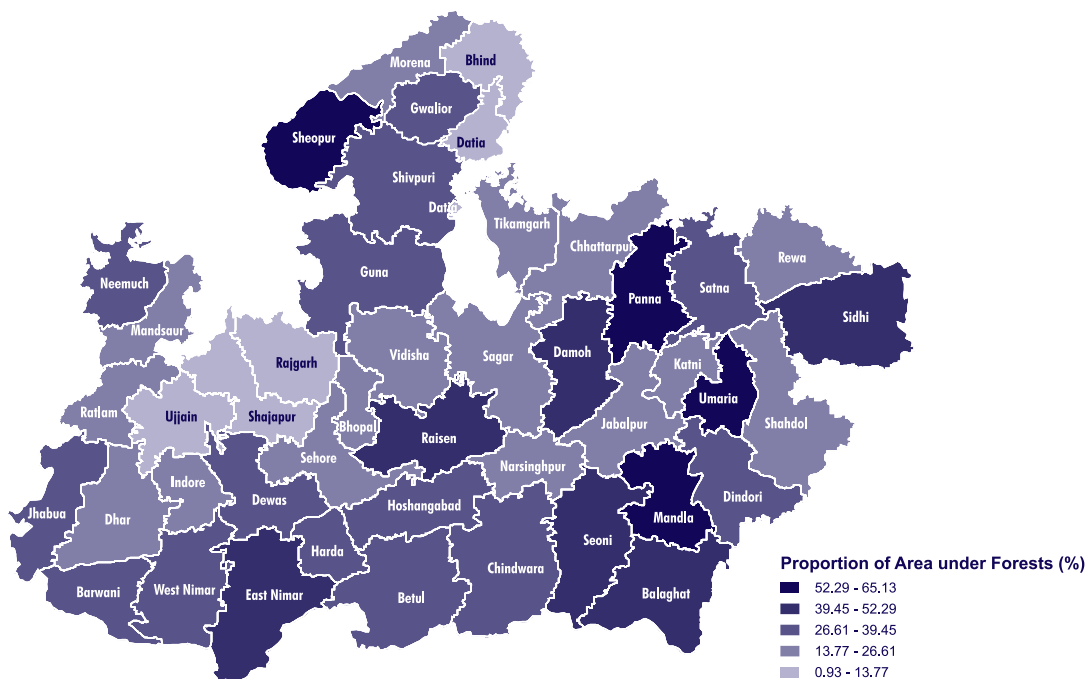 Bhind
Morena
Gwalior
Sheopur
Datia
Shivpuri
Datia
Tikamgarh
Chhattarpur
Rewa
Guna
Neemuch
Panna
Satna
Sidhi
Mandsaur
Vidisha
Sagar
Damoh
Rajgarh
Katni
Umaria
Ratlam
Ujjain
Shajapur
Bhopal
Raisen
Jabalpur
Shahdol
Sehore
Narsinghpur
Indore
Dewas
Hoshangabad
Dindori
Jhabua
Dhar
Mandla
Seoni
Harda
Chindwara
Barwani
West Nimar
East Nimar
Betul
Balaghat
Proportion of Area under Forests (%)
52.29 - 65.13
39.45 - 52.29
26.61 - 39.45
13.77 - 26.61
0.93 - 13.77